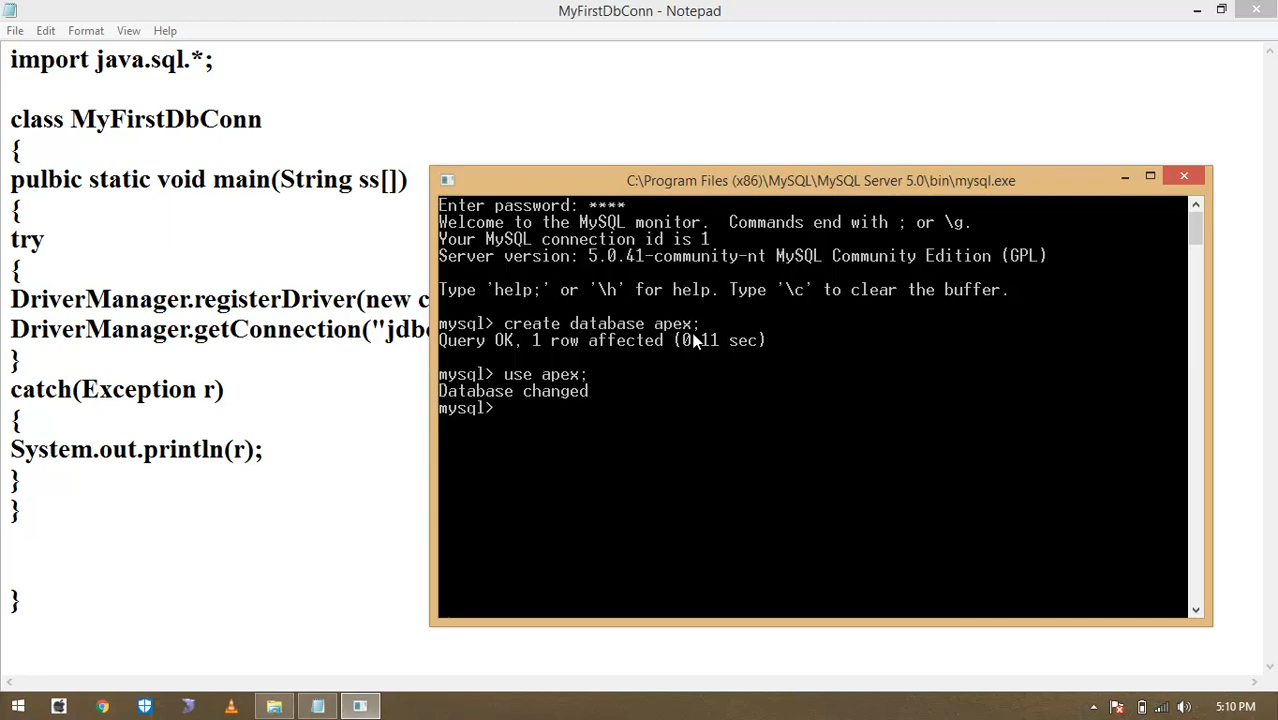 MyFirstDbConn - Notepad
File Edit Format View Help
import java.sql.*;
class MyFirstDbConn
{
pulbic static void main(String ss[])
{
try
{
DriverManager.registerDriver(new c
DriverManager.getConnection("jdb
}
catch(Exception r)
{
System.out.println(r);
}
}
}
C:\Program Files (x86)\MySQL\MySQL Server 5.0\bin\mysql.exe
Enter password: ****
Welcome to the MySQL monitor.  Commands end with ; or \g.
Your MySQL connection id is 1
Server version: 5.0.41-community-nt MySQL Community Edition (GPL)
Type 'help;' or '\h' for help. Type '\c' to clear the buffer.
mysql> create database apex;
Query OK, 1 row affected (0.11 sec)
mysql> use apex;
Database changed
mysql>
5:10 PM